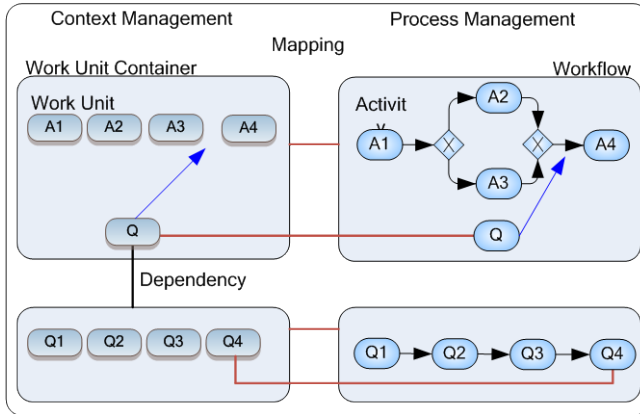 Context Management
Process Management
Mapping
Work Unit Container
Workflow
Work Unit
A1 A2 A3 A4
Activit
y
A1 X A2 A3 X A4
Q
Q
Dependency
Q1 Q2 Q3 Q4
Q1 Q2 Q3 Q4